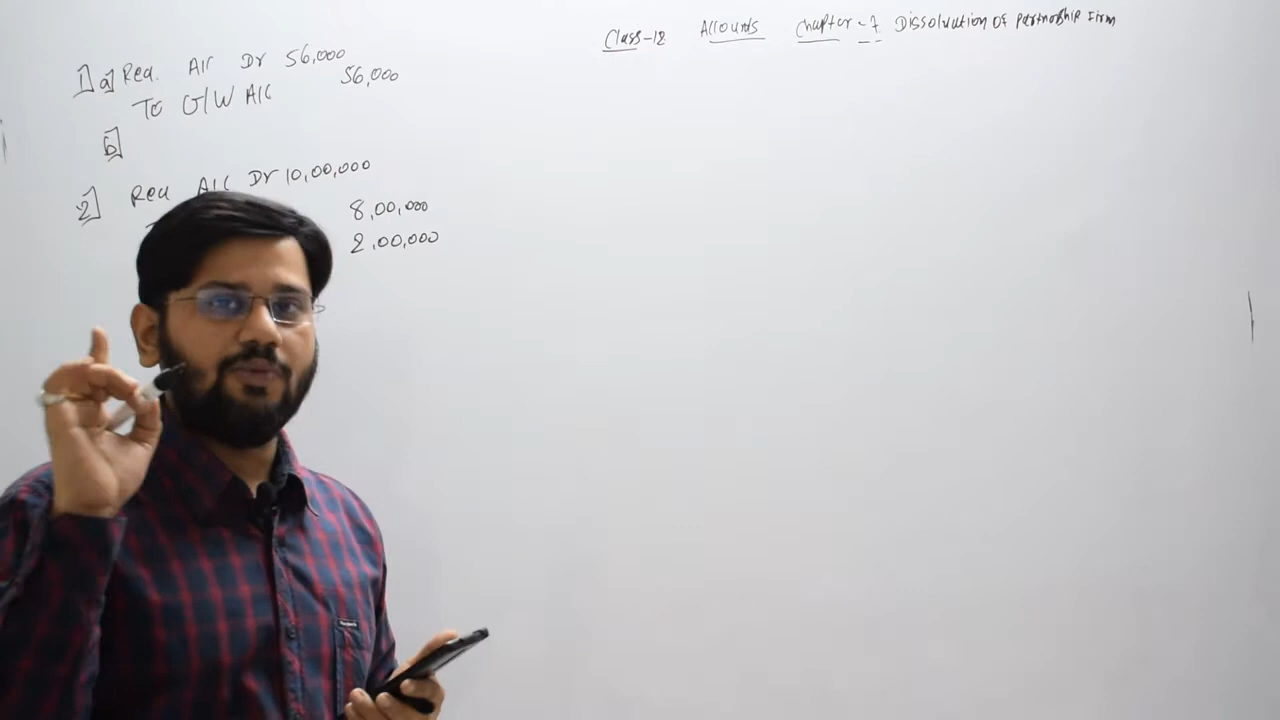 Class-12 Accounts Chapter-7 Dissolution of Partnership Firm
1] a] Rea. A/c Dr 56,000
To G/W A/c 56,000
b]
2] Rea A/c Dr 10,00,000
8,00,000
2,00,000